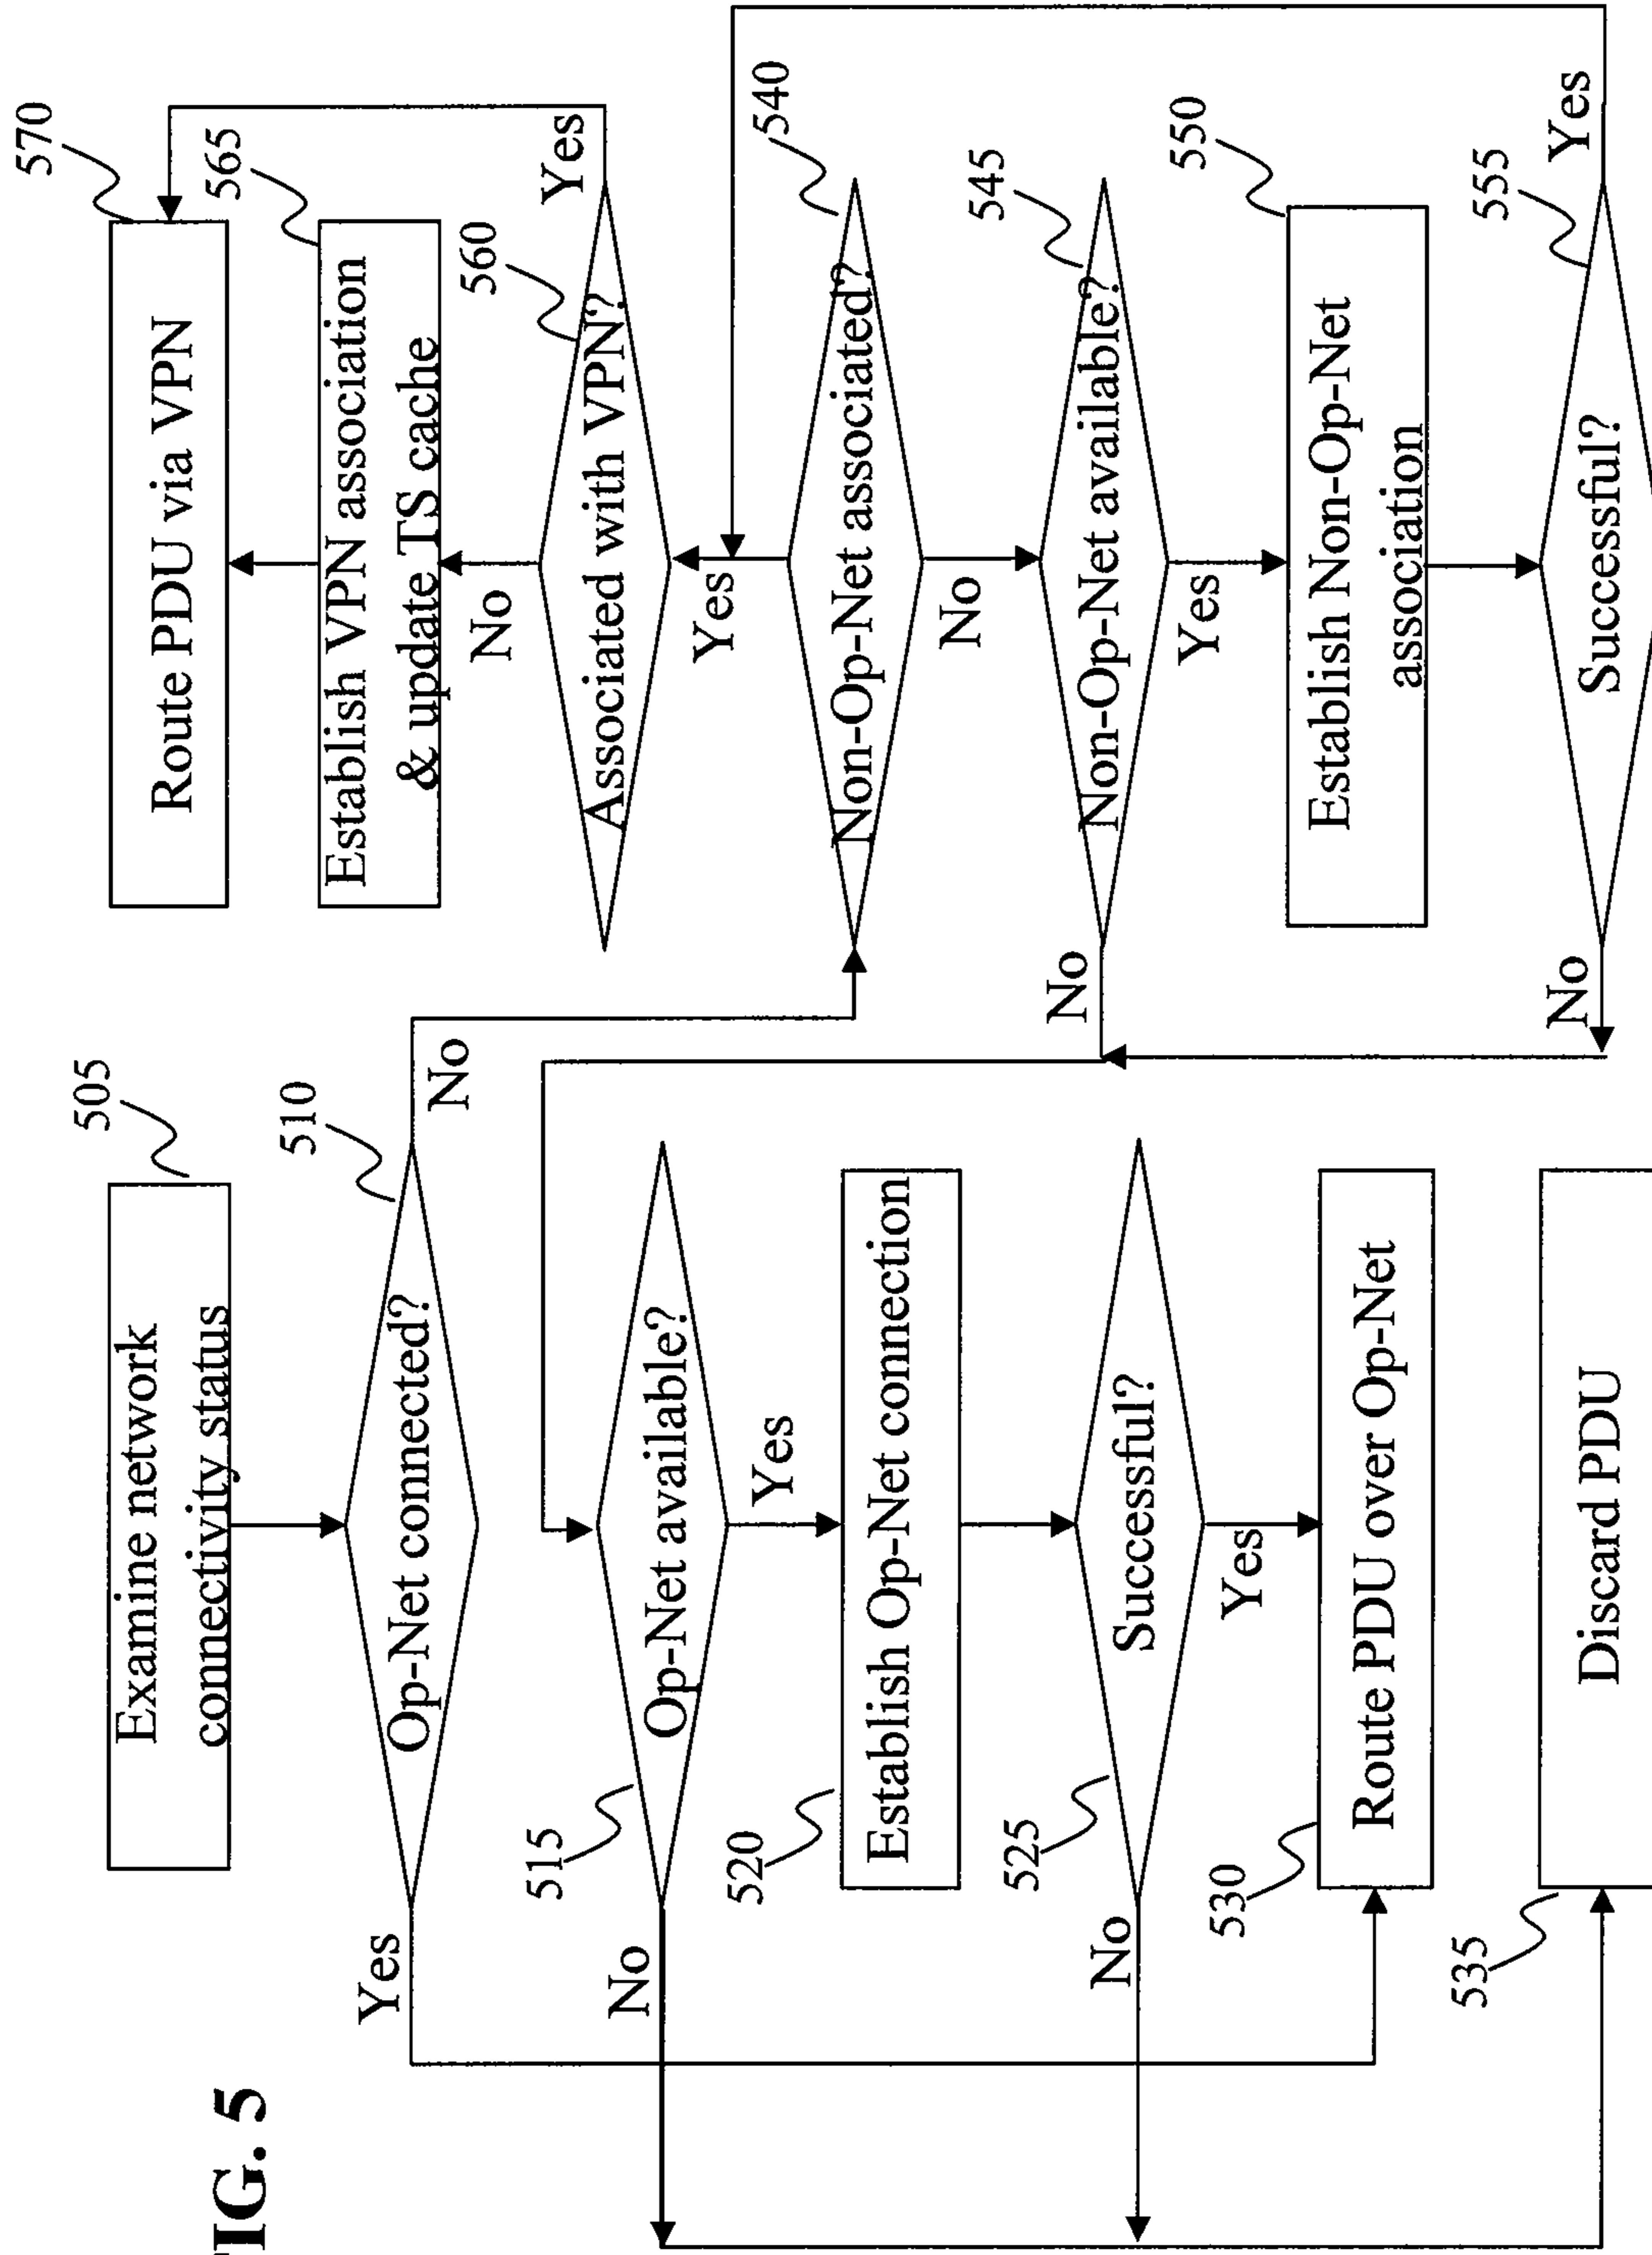 FIG. 5
505
Examine network
connectivity status
510
Op-Net connected?
Yes
No
515
Op-Net available?
No
Yes
520
Establish Op-Net connection
525
Successful?
No
Yes
530
Route PDU over Op-Net
535
Discard PDU
570
Route PDU via VPN
565
Establish VPN association
& update TS cache
560
Associated with VPN?
Yes
No
540
Non-Op-Net associated?
Yes
No
545
Non-Op-Net available?
No
Yes
550
Establish Non-Op-Net
association
555
Successful?
No
Yes